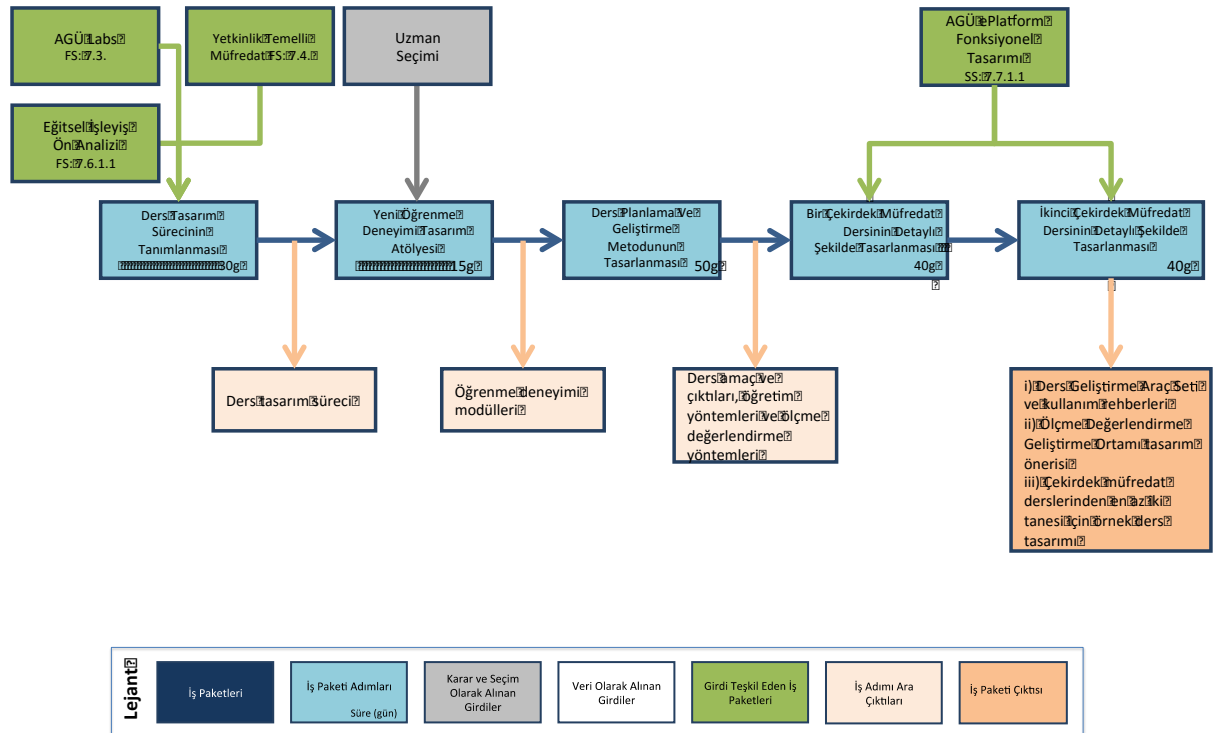 AGÜ Labs
FS: 7.3.
Yetkinlik Temelli
Müfredat FS: 7.4.
Uzman
Seçimi
AGÜ ePlatform
Fonksiyonel
Tasarımı
SS: 7.7.1.1
Eğitsel İşleyiş
Ön Analizi
FS: 7.6.1.1
Ders Tasarım
Sürecinin
Tanımlanması
30g
Yeni Öğrenme
Deneyimi Tasarım
Atölyesi
15g
Ders Planlama Ve
Geliştirme
Metodunun
Tasarlanması
50g
Bir Çekirdek Müfredat
Dersinin Detaylı
Şekilde Tasarlanması
40g
İkinci Çekirdek Müfredat
Dersinin Detaylı Şekilde
Tasarlanması
40g
Ders tasarım süreci
Öğrenme deneyimi
modülleri
Ders amaç ve
çıktıları, öğretim
yöntemleri ve ölçme
değerlendirme
yöntemleri
i) Ders Geliştirme Araç Seti
ve kullanım rehberleri
ii) Ölçme Değerlendirme
Geliştirme Ortamı tasarım
önerisi
iii) Çekirdek müfredat
derslerinden en az iki
tanesi için örnek ders
tasarımı
Lejant
İş Paketleri
İş Paketi Adımları
Süre (gün)
Karar ve Seçim
Olarak Alınan
Girdiler
Veri Olarak Alınan
Girdiler
Girdi Teşkil Eden İş
Paketleri
İş Adımı Ara
Çıktıları
İş Paketi Çıktısı